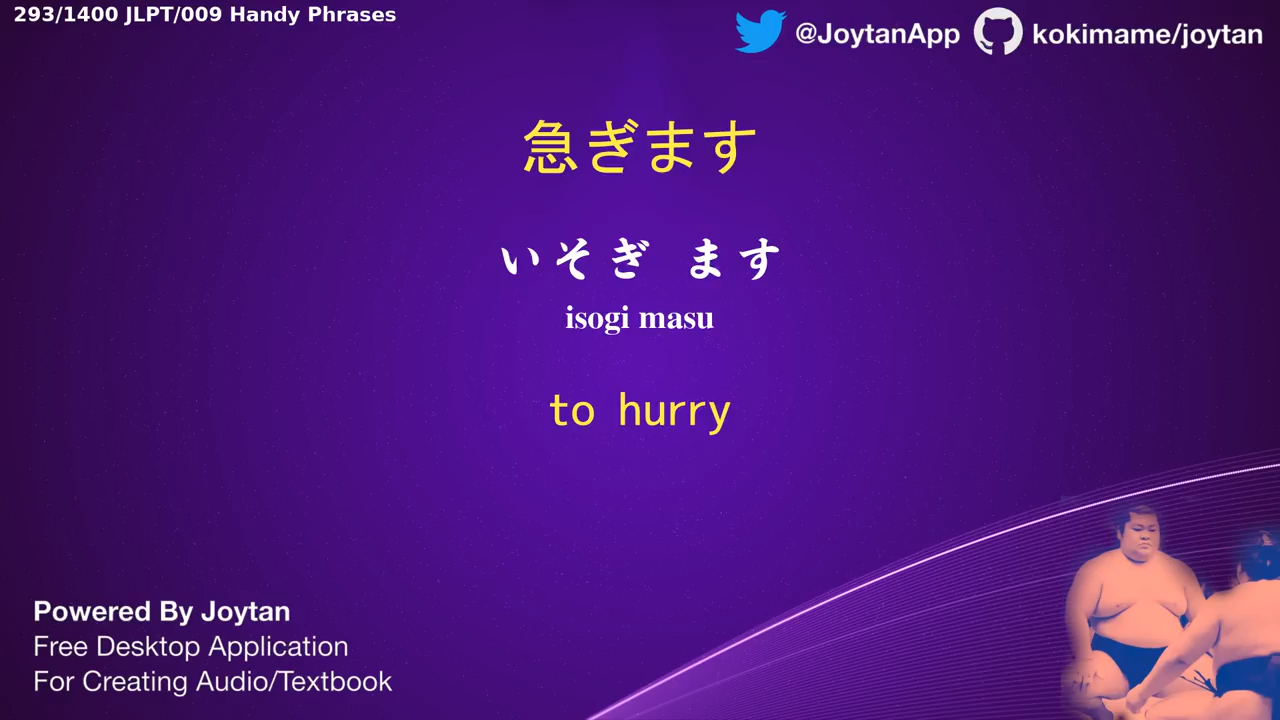 293/1400 JLPT/009 Handy Phrases
@JoytanApp kokimame/joytan
急ぎます
いそぎ ます
isogi masu
to hurry
Powered By Joytan
Free Desktop Application
For Creating Audio/Textbook